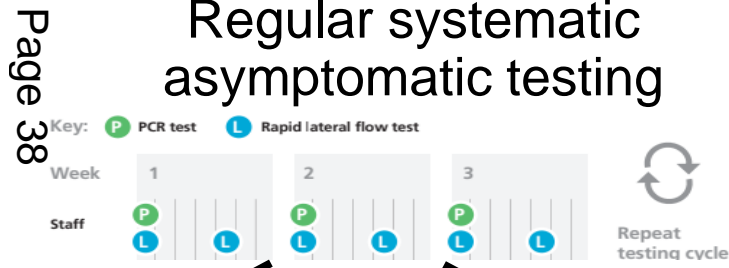 Page 38
Regular systematic
asymptomatic testing
Key: P PCR test L Rapid lateral flow test
Week 1 2 3
Staff
P P P
L L L L L L
Repeat
testing cycle